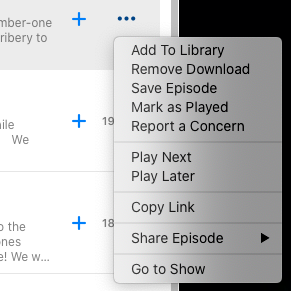 mber-one
ribery to
Add To Library
Remove Download
Save Episode
Mark as Played
Report a Concern
ile
We
19
Play Next
Play Later
Copy Link
o the
ones
e! We w...
18
Share Episode
Go to Show